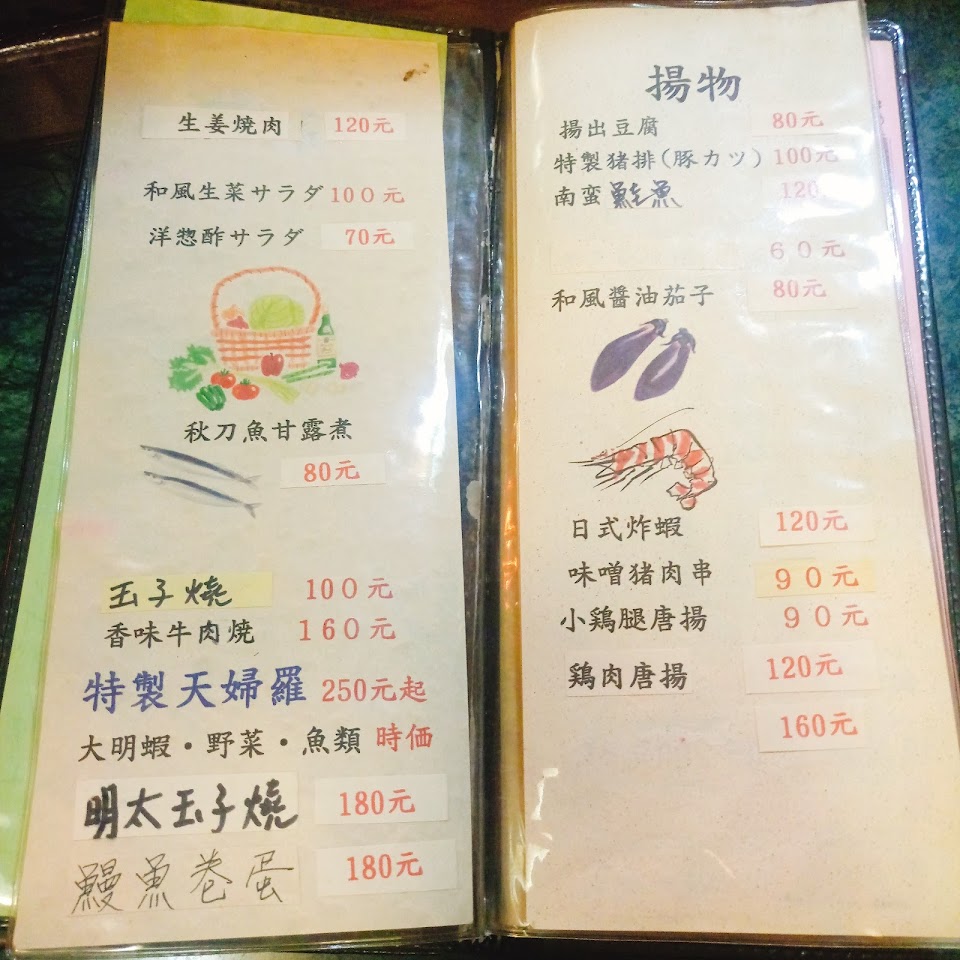 生姜焼肉 120元
和風生菜サラダ 100元
洋惣酢サラダ 70元
秋刀魚甘露煮
80元
玉子燒 100元
香味牛肉焼 160元
特製天婦羅 250元起
大明蝦・野菜・魚類 時価
明太玉子燒 180元
鰻魚卷蛋 180元
揚物
揚出豆腐 80元
特製猪排(豚カツ) 100元
南蛮鮭魚 120
60元
和風醬油茄子 80元
日式炸蝦 120元
味噌猪肉串 90元
小鶏腿唐揚 90元
鶏肉唐揚 120元
160元